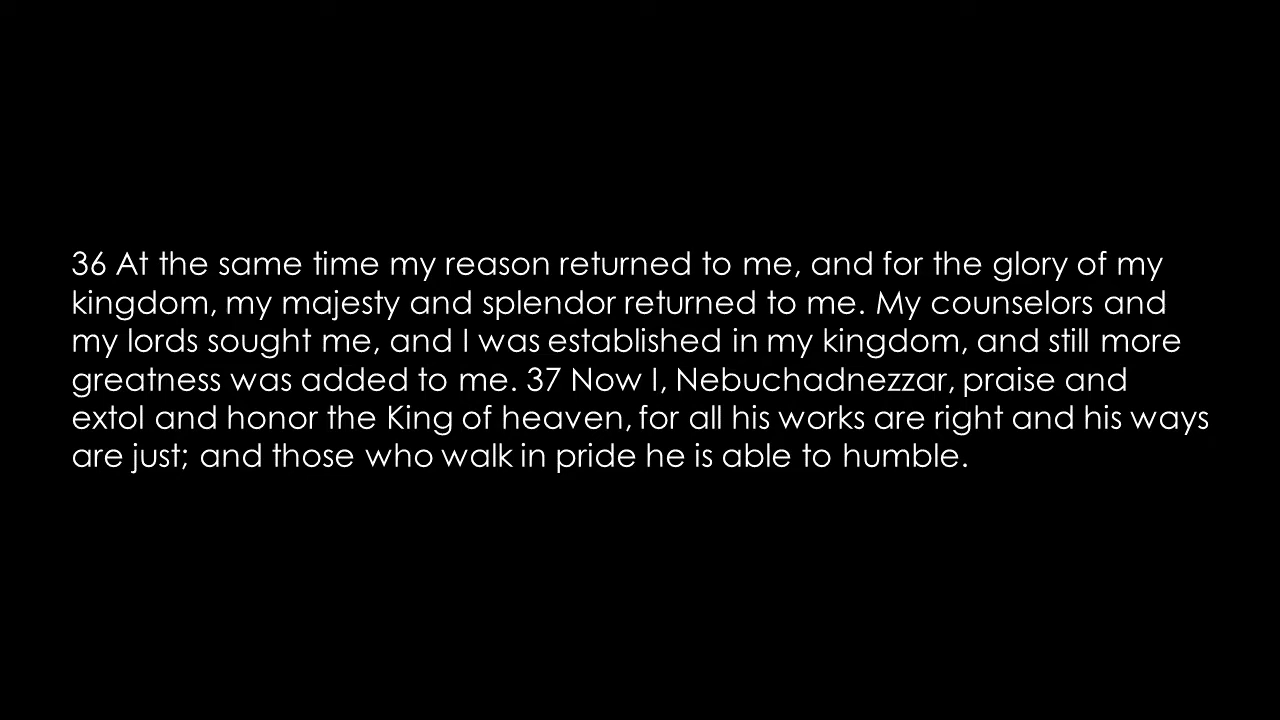 36 At the same time my reason returned to me, and for the glory of my
kingdom, my majesty and splendor returned to me. My counselors and
my lords sought me, and I was established in my kingdom, and still more
greatness was added to me. 37 Now I, Nebuchadnezzar, praise and
extol and honor the King of heaven, for all his works are right and his ways
are just; and those who walk in pride he is able to humble.